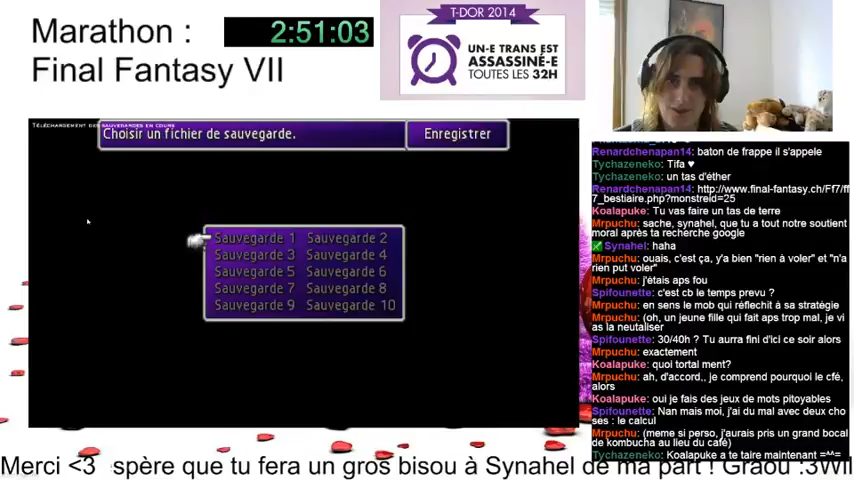 Marathon :
Final Fantasy VII
2:51:03
T-DOR 2014
UN-E TRANS EST
ASSASSINÉ-E
TOUTES LES 32H
TÉLÉCHARGEMENT DES SAUVEGARDES EN COURS
Choisir un fichier de sauvegarde.
Enregistrer
Sauvegarde 1 Sauvegarde 2
Sauvegarde 3 Sauvegarde 4
Sauvegarde 5 Sauvegarde 6
Sauvegarde 7 Sauvegarde 8
Sauvegarde 9 Sauvegarde 10
Renardchenapan14: baton de frappe il s'appele
Tychazeneko: Tifa ♥
Tychazeneko: un tas d'éther
Renardchenapan14: http://www.final-fantasy.ch/Ff7/ff
7_bestiaire.php?monstreid=25
Koalapuke: Tu vas faire un tas de terre
Mrpuchu: sache, synahel, que tu a tout notre soutient
moral après ta recherche google
Synahel: haha
Mrpuchu: ouais, c'est ça, y'a bien "rien à voler" et "n'a
rien put voler"
Mrpuchu: j'étais aps fou
Spifounette: c'est cb le temps prevu ?
Mrpuchu: en sens le mob qui réflechit à sa stratégie
Mrpuchu: (oh, un jeune fille qui fait aps trop mal, je vi
as la neutaliser
Spifounette: 30/40h ? Tu aurra fini d'ici ce soir alors
Mrpuchu: exactement
Koalapuke: quoi tortal ment?
Mrpuchu: ah, d'accord,, je comprend pourquoi le cfé,
alors
Koalapuke: oui je fais des jeux de mots pitoyables
Spifounette: Nan mais moi, j'ai du mal avec deux cho
ses : le calcul
Mrpuchu: (meme si perso, j'aurais pris un grand bocal
de kombucha au lieu du café)
Tychazeneko: Koalapuke a te taire maintenant =^^=
Merci <3 spère que tu fera un gros bisou à Synahel de ma part ! Graou :3Wil